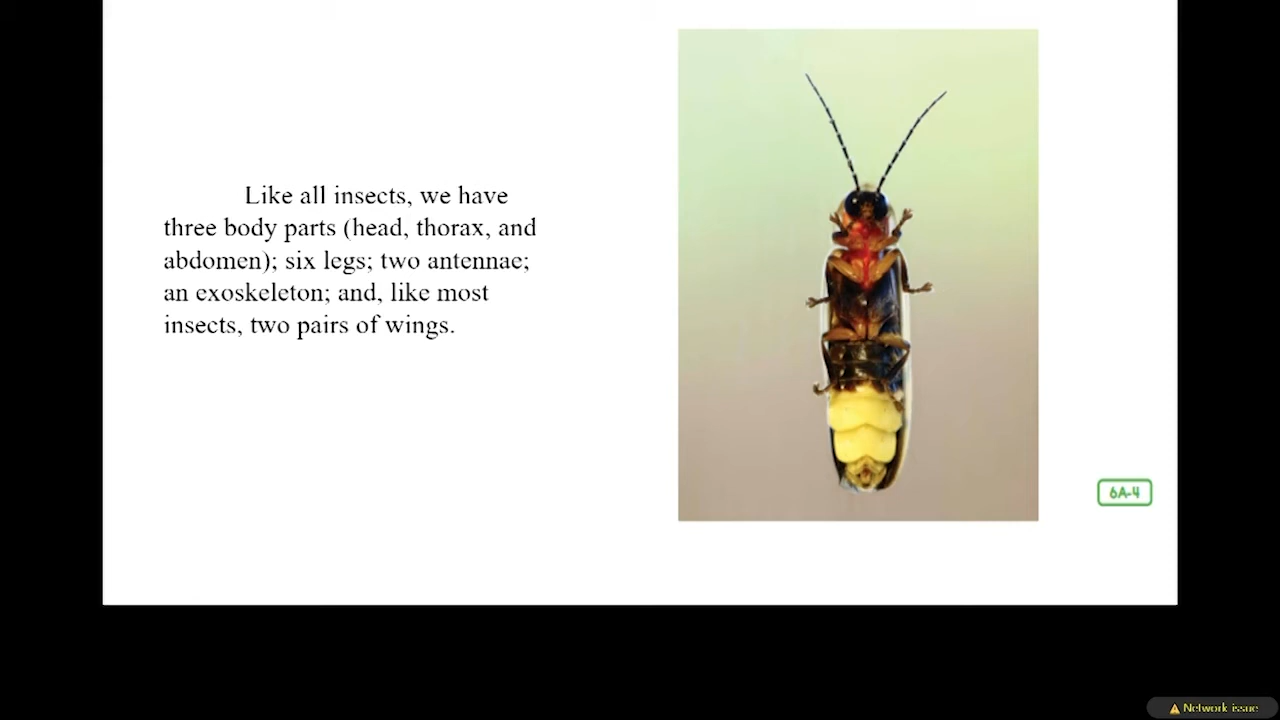 Like all insects, we have
three body parts (head, thorax, and
abdomen); six legs; two antennae;
an exoskeleton; and, like most
insects, two pairs of wings.
6A-4
Network issue